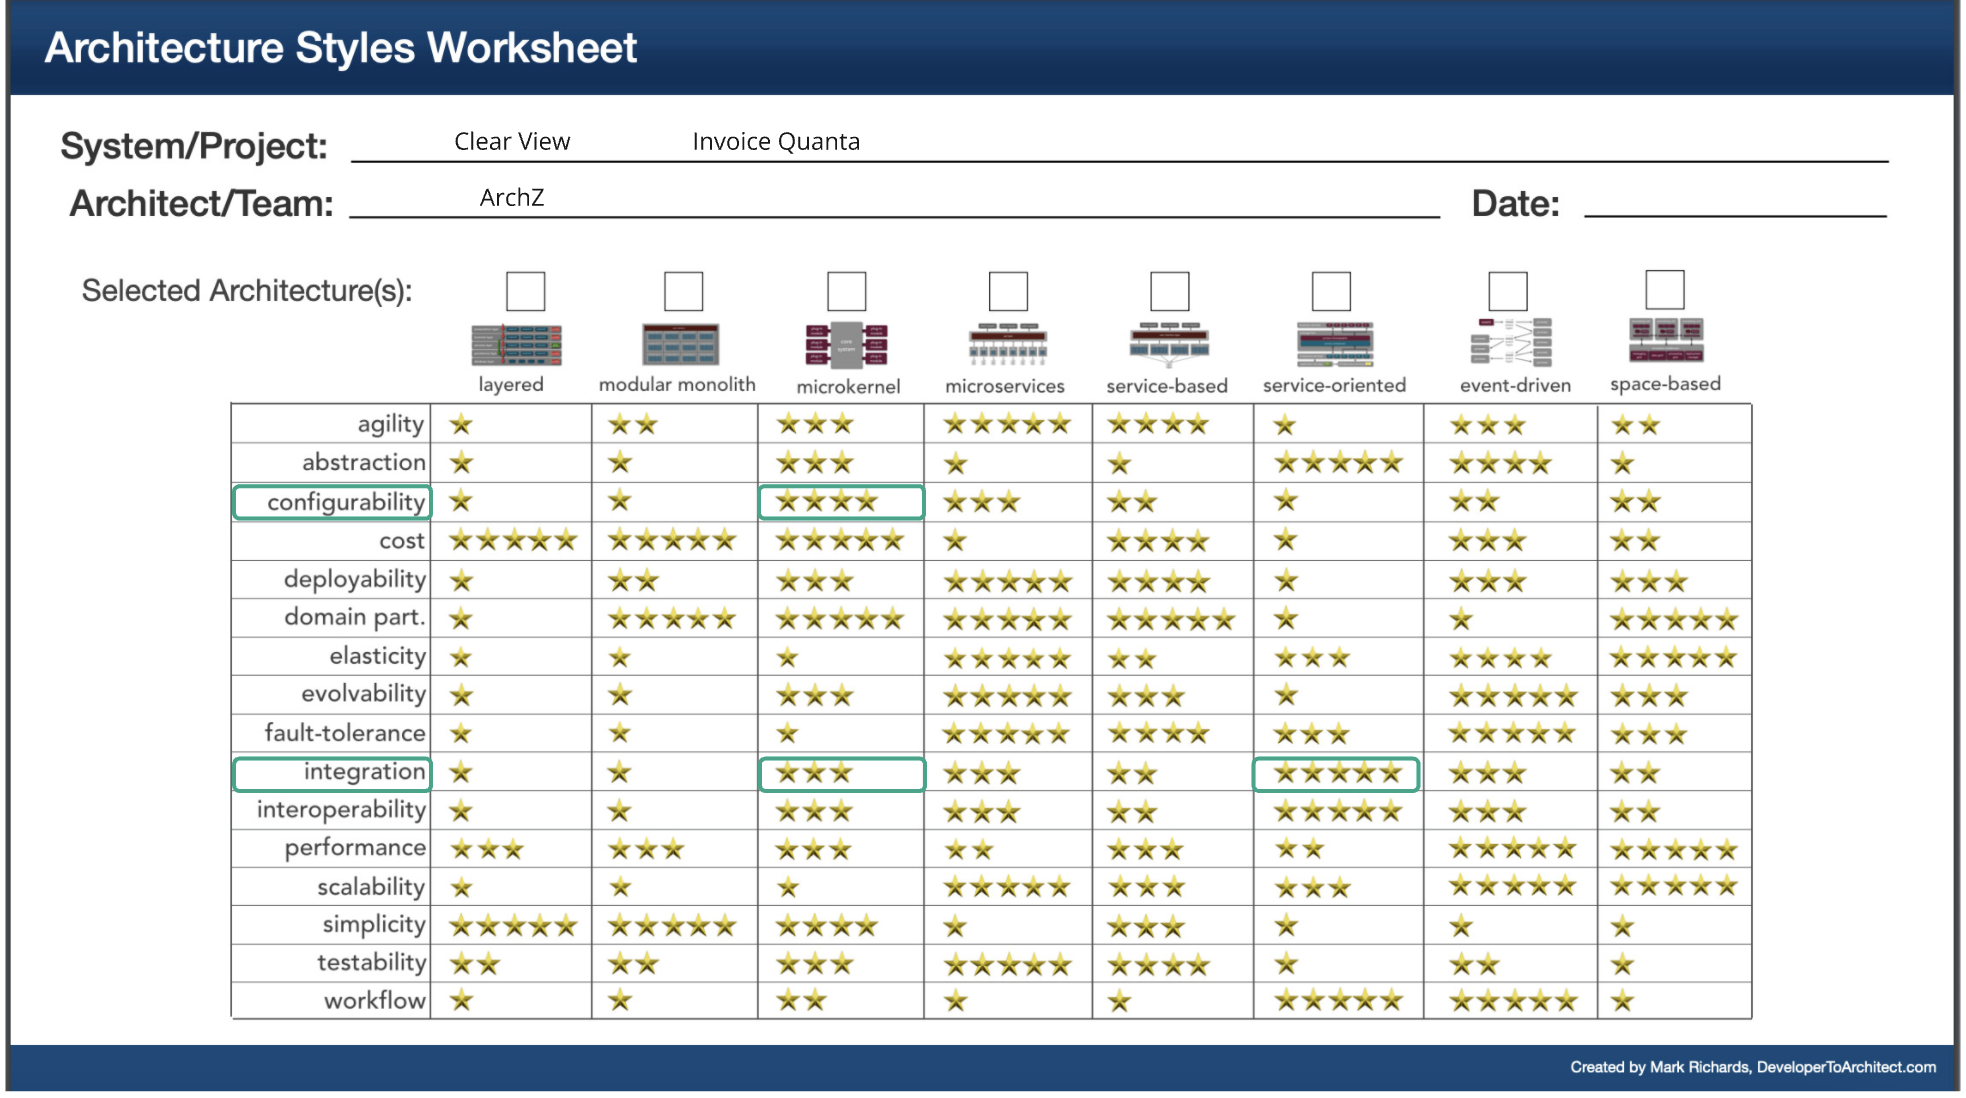 Architecture Styles Worksheet
System/Project: Clear View Invoice Quanta
Architect/Team: ArchZ Date:
Selected Architecture(s):
core system
layered modular monolith microkernel microservices service-based service-oriented event-driven space-based
agility
abstraction
configurability
cost
deployability
domain part.
elasticity
evolvability
fault-tolerance
integration
interoperability
performance
scalability
simplicity
testability
workflow
Created by Mark Richards, DeveloperToArchitect.com